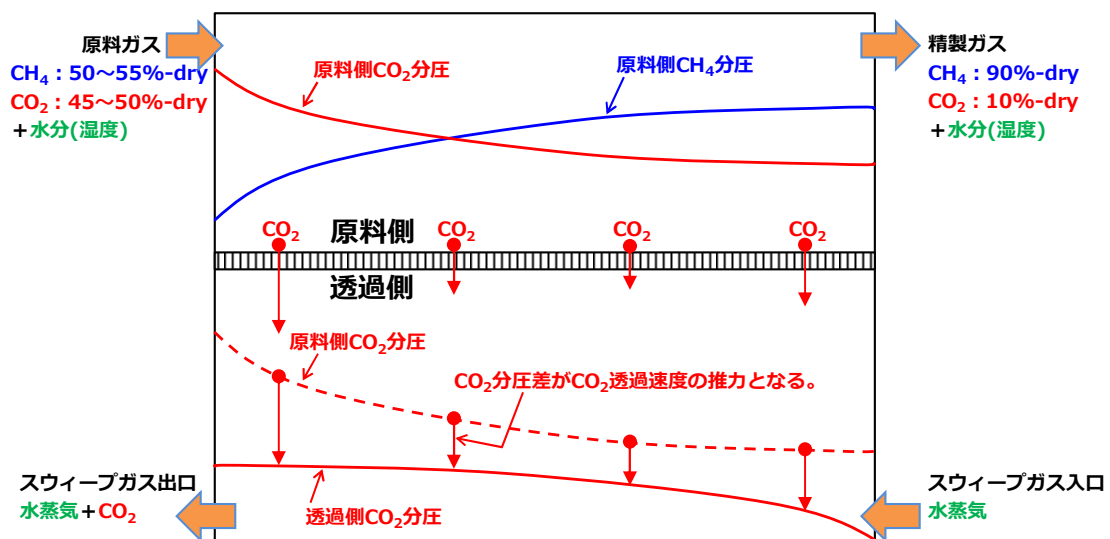 原料ガス
CH₄：50～55%-dry
CO₂：45～50%-dry
＋水分(湿度)
原料側CO₂分圧
原料側CH₄分圧
精製ガス
CH₄：90%-dry
CO₂：10%-dry
＋水分(湿度)
CO₂
原料側
CO₂
CO₂
CO₂
透過側
原料側CO₂分圧
CO₂分圧差がCO₂透過速度の推力となる。
スウィープガス出口
水蒸気＋CO₂
透過側CO₂分圧
スウィープガス入口
水蒸気